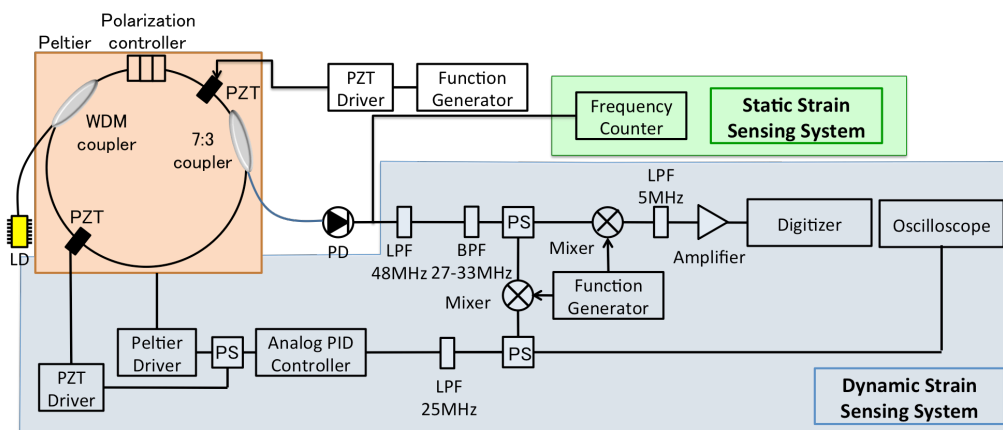 Polarization
controller
Peltier
WDM
coupler
PZT
7:3
coupler
PZT
LD
PZT
Driver
Function
Generator
Frequency
Counter
Static Strain
Sensing System
PD
LPF
48MHz
BPF
27-33MHz
PS
Mixer
LPF
5MHz
Amplifier
Digitizer
Oscilloscope
Mixer
Function
Generator
Peltier
Driver
PS
Analog PID
Controller
LPF
25MHz
PS
PZT
Driver
Dynamic Strain
Sensing System